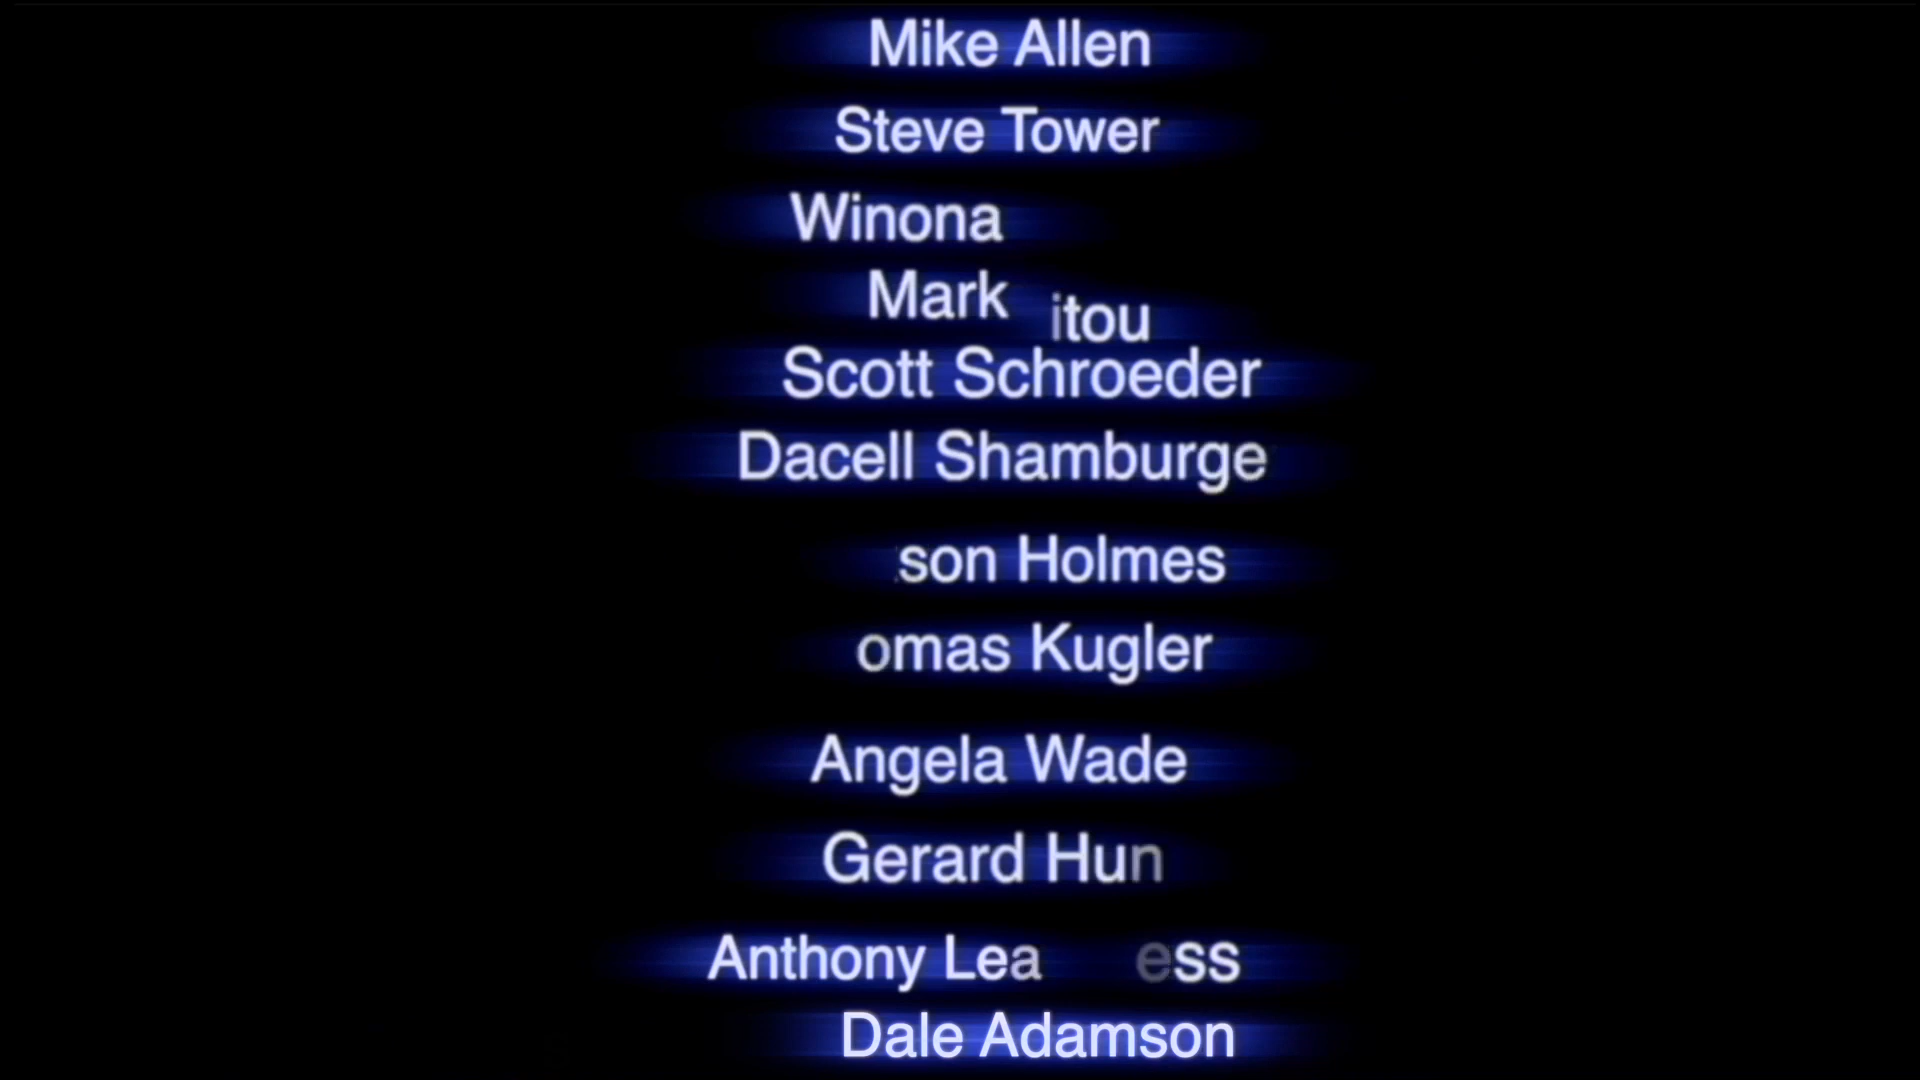 Mike Allen
Steve Tower
Winona
Mark itou
Scott Schroeder
Dacell Shamburge
son Holmes
omas Kugler
Angela Wade
Gerard Hun
Anthony Lea ess
Dale Adamson